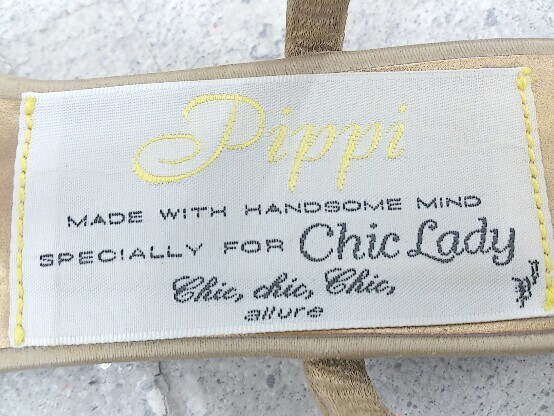 Pippi
MADE WITH HANDSOME MIND
SPECIALLY FOR Chic Lady
Chic, chic, Chic,
allure